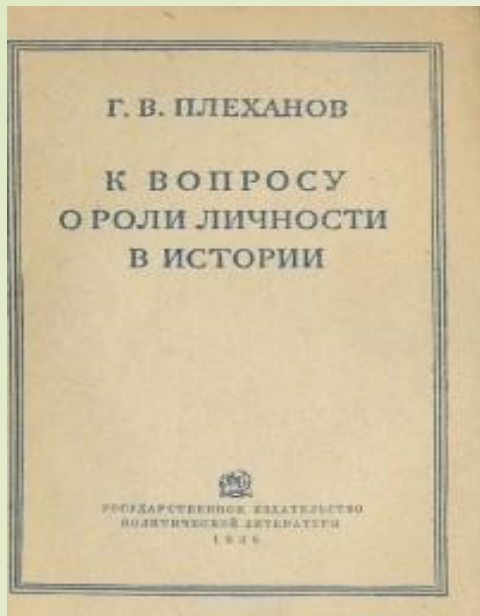 Г. В. ПЛЕХАНОВ
К ВОПРОСУ
О РОЛИ ЛИЧНОСТИ
В ИСТОРИИ
ГОСУДАРСТВЕННОЕ ИЗДАТЕЛЬСТВО
ПОЛИТИЧЕСКОЙ ЛИТЕРАТУРЫ